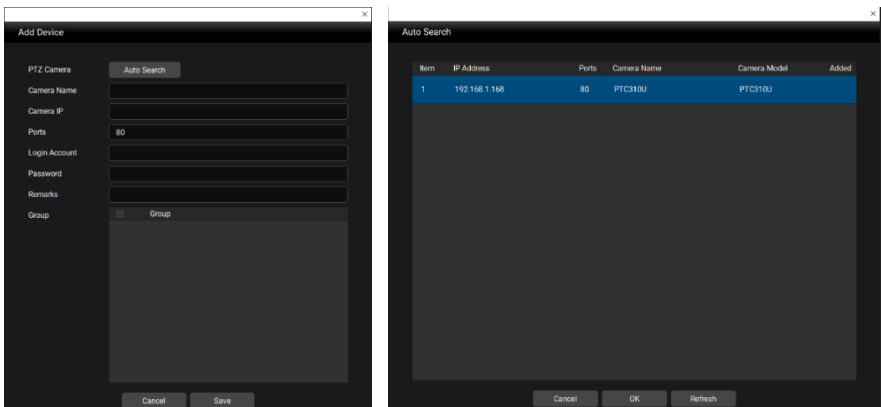 Add Device
PTZ Camera Auto Search
Camera Name
Camera IP
Ports 80
Login Account
Password
Remarks
Group Group
Cancel Save
Auto Search
Item IP Address Ports Camera Name Camera Model Added
1 192.168.1.168 80 PTC310U PTC310U
Cancel OK Refresh